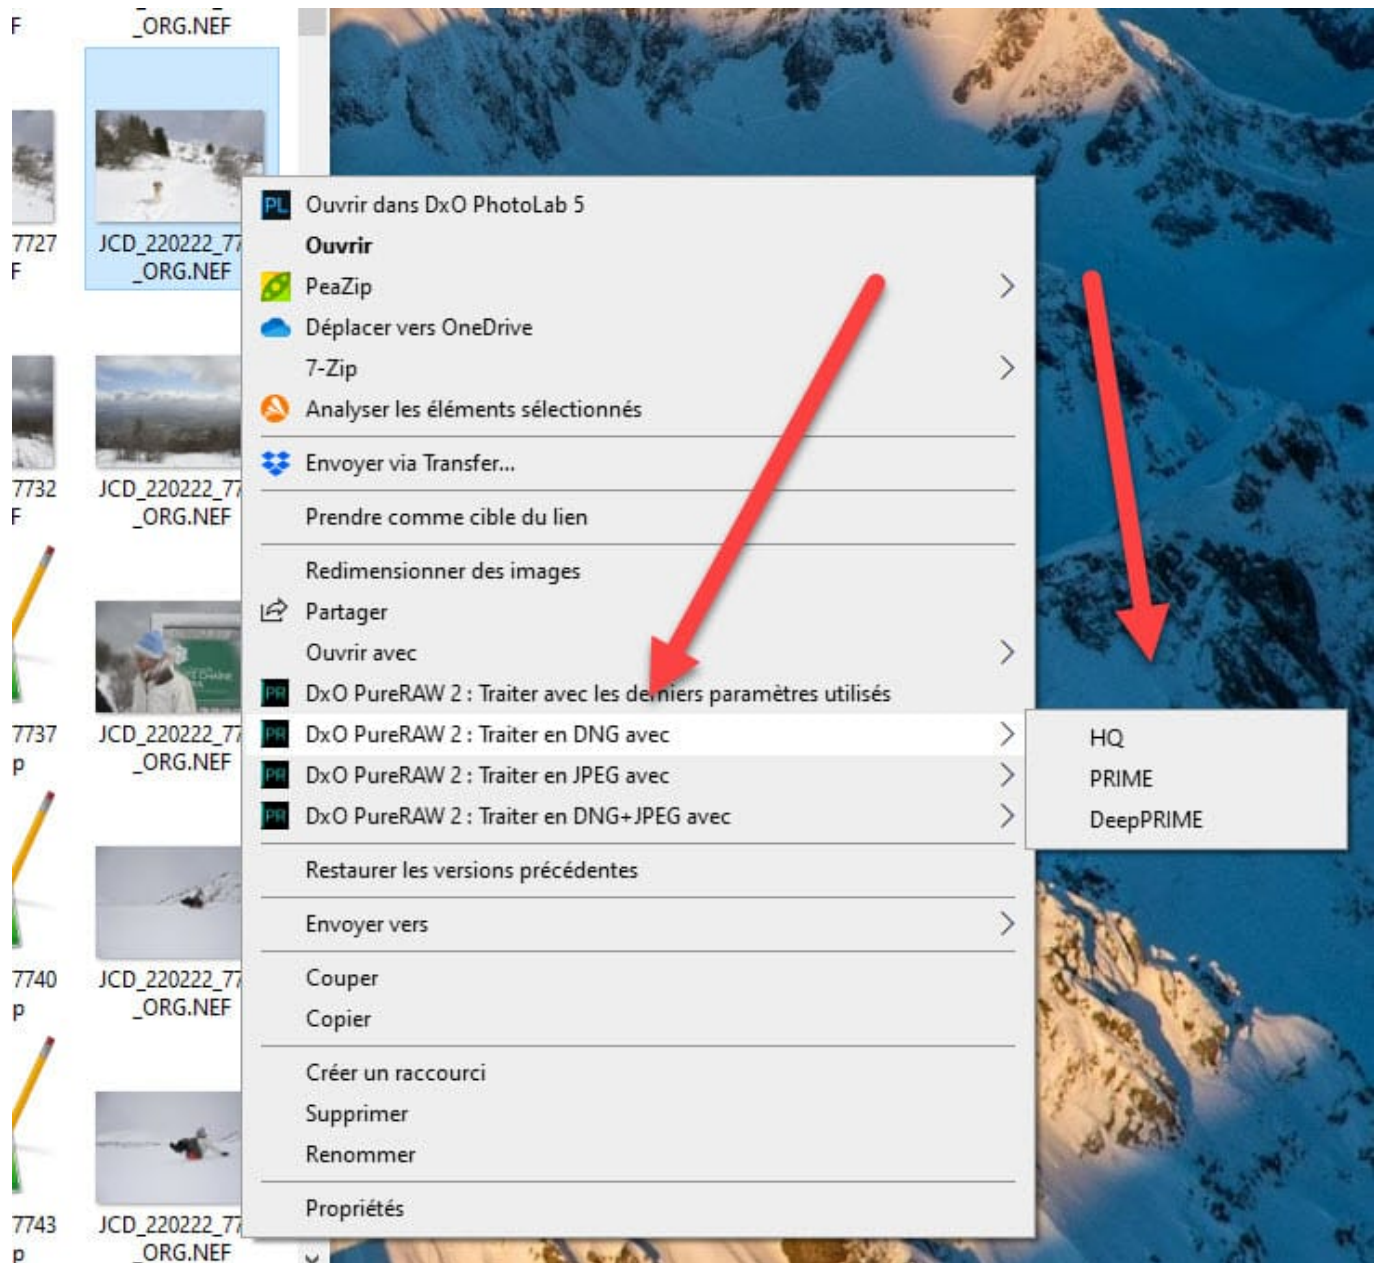 F
_ORG.NEF
7727
F
JCD_220222_77
_ORG.NEF
7732
F
JCD_220222_77
_ORG.NEF
7737
p
JCD_220222_77
_ORG.NEF
7740
p
JCD_220222_77
_ORG.NEF
7743
p
JCD_220222_77
_ORG.NEF
PL Ouvrir dans DxO PhotoLab 5
Ouvrir
PeaZip
Déplacer vers OneDrive
7-Zip
Analyser les éléments sélectionnés
Envoyer via Transfer...
Prendre comme cible du lien
Redimensionner des images
Partager
Ouvrir avec
PR DxO PureRAW 2 : Traiter avec les derniers paramètres utilisés
PR DxO PureRAW 2 : Traiter en DNG avec
PR DxO PureRAW 2 : Traiter en JPEG avec
PR DxO PureRAW 2 : Traiter en DNG+JPEG avec
Restaurer les versions précédentes
Envoyer vers
Couper
Copier
Créer un raccourci
Supprimer
Renommer
Propriétés
HQ
PRIME
DeepPRIME